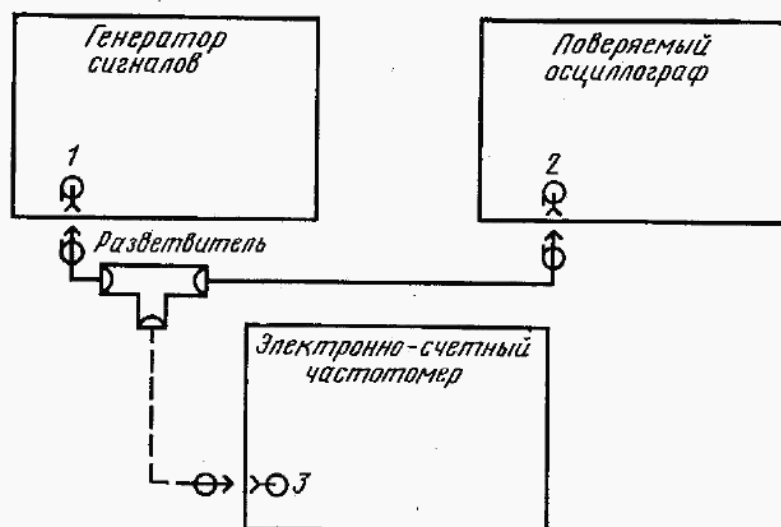 Генератор
сигналов
Поверяемый
осциллограф
1
2
Разветвитель
Электронно-счетный
частотомер
3